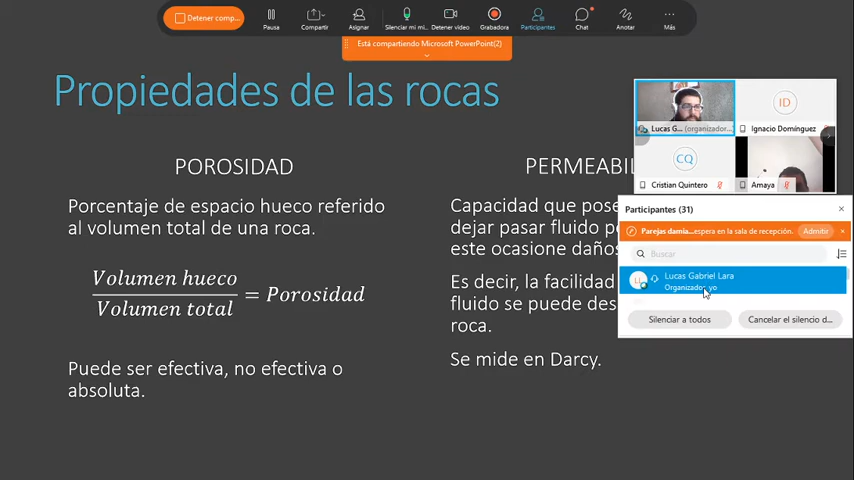 Detener comp...
Pausa
Compartir
Asignar
Silenciar mi mi...
Detener video
Grabadora
Participantes
Chat
Anotar
Más
Está compartiendo Microsoft PowerPoint(2)
Propiedades de las rocas
POROSIDAD
Porcentaje de espacio hueco referido
al volumen total de una roca.
Volumen hueco
Volumen total
= Porosidad
Puede ser efectiva, no efectiva o
absoluta.
PERMEABIL
Capacidad que pose
dejar pasar fluido p
este ocasione daños
Es decir, la facilidad
fluido se puede des
roca.
Se mide en Darcy.
Lucas G... (organizador...
ID
Ignacio Domínguez
CQ
Cristian Quintero
Amaya
Participantes (31)
Parejas damia...espera en la sala de recepción.
Admitir
Buscar
Lucas Gabriel Lara
Organizador, yo
Silenciar a todos
Cancelar el silencio d...